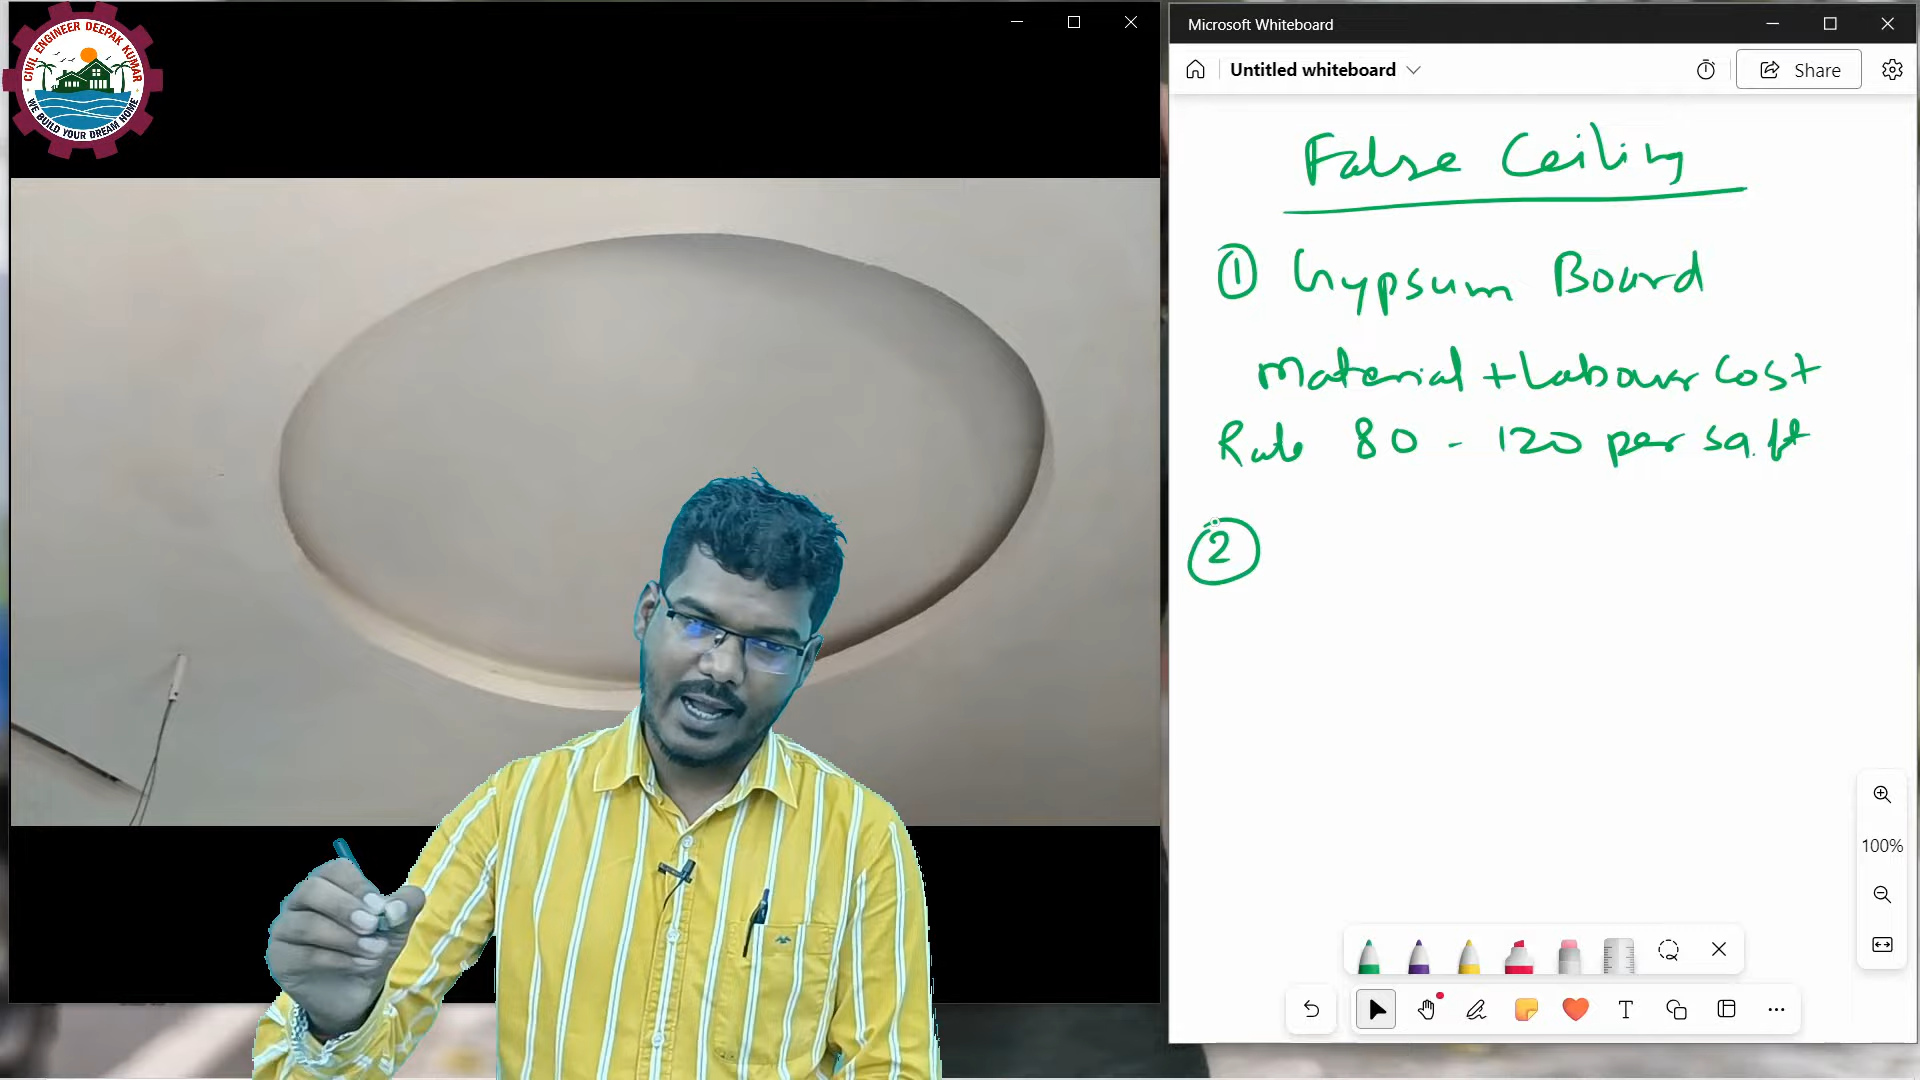 CIVIL ENGINEER DEEPAK KUMAR
WE BUILD YOUR DREAM HOME
Microsoft Whiteboard
Untitled whiteboard
Share
False Ceiling
① Gypsum Board
Material + Labour Cost
Rate 80 - 120 per sq.ft
②
100%